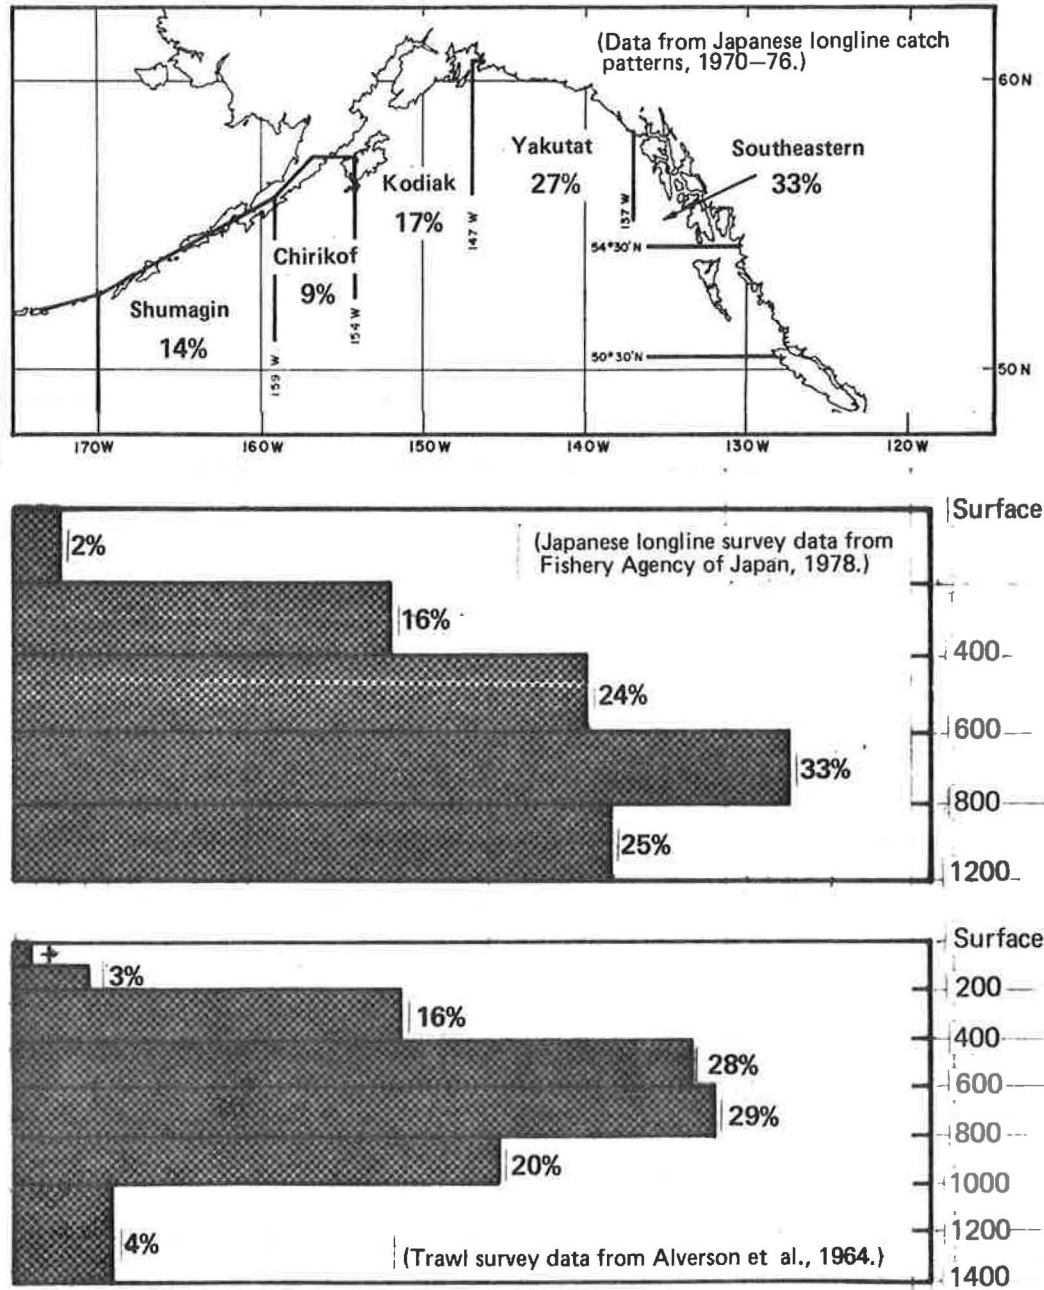 (Data from Japanese longline catch
patterns, 1970—76.)
60N
Yakutat
27%
Southeastern
33%
Kodiak
17%
147 W
137 W
54°30'N
Chirikof
9%
154 W
Shumagin
14%
159 W
50°30'N
50N
170W
160W
150W
140W
130W
120W
Surface
2%
(Japanese longline survey data from
Fishery Agency of Japan, 1978.)
16%
400
24%
600
33%
800
25%
1200
Surface
+
3%
200
16%
400
28%
600
29%
800
20%
1000
1200
4%
(Trawl survey data from Alverson et al., 1964.)
1400